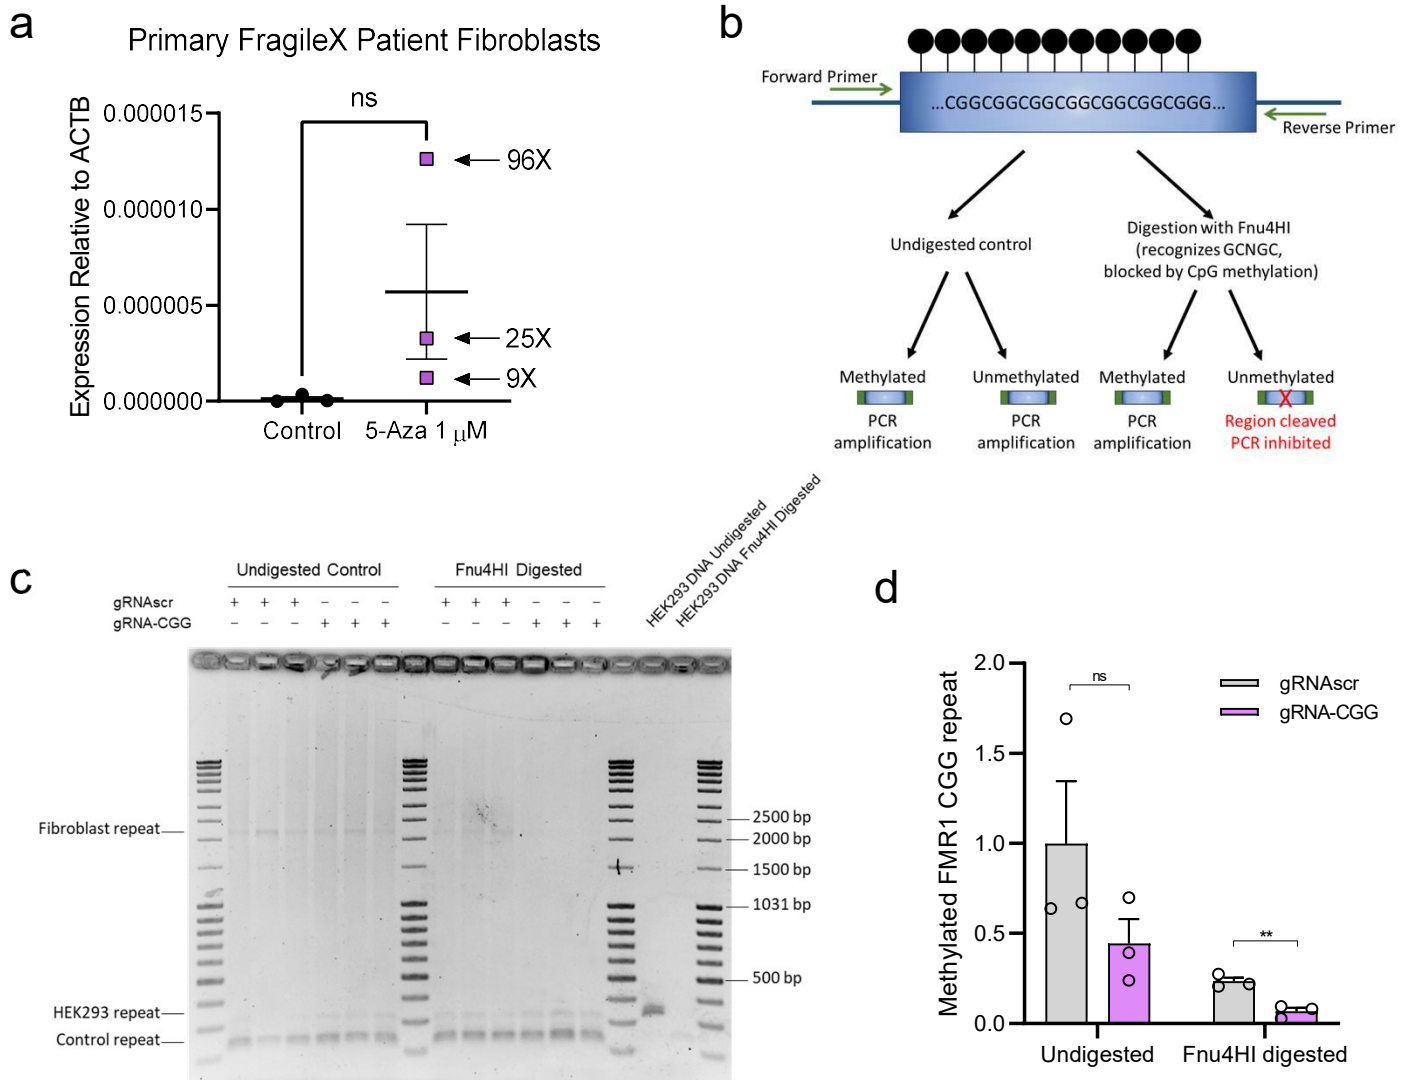 a
Primary FragileX Patient Fibroblasts
Expression Relative to ACTB
0.000015
0.000010
0.000005
0.000000
ns
96X
25X
9X
Control
5-Aza 1 μM
b
Forward Primer
...CGGCGGCGGCGGCGGCGGCGGG...
Reverse Primer
Undigested control
Digestion with Fnu4HI
(recognizes GCNGC,
blocked by CpG methylation)
Methylated
PCR
amplification
Unmethylated
PCR
amplification
Methylated
PCR
amplification
Unmethylated
X
Region cleaved
PCR inhibited
c
Undigested Control
Fnu4HI Digested
HEK293 DNA Undigested
HEK293 DNA Fnu4HI Digested
gRNAscr + + + – – – + + + – – –
gRNA-CGG – – – + + + – – – + + +
Fibroblast repeat
HEK293 repeat
Control repeat
2500 bp
2000 bp
1500 bp
1031 bp
500 bp
d
Methylated FMR1 CGG repeat
2.0
1.5
1.0
0.5
0.0
ns
**
gRNAscr
gRNA-CGG
Undigested
Fnu4HI digested